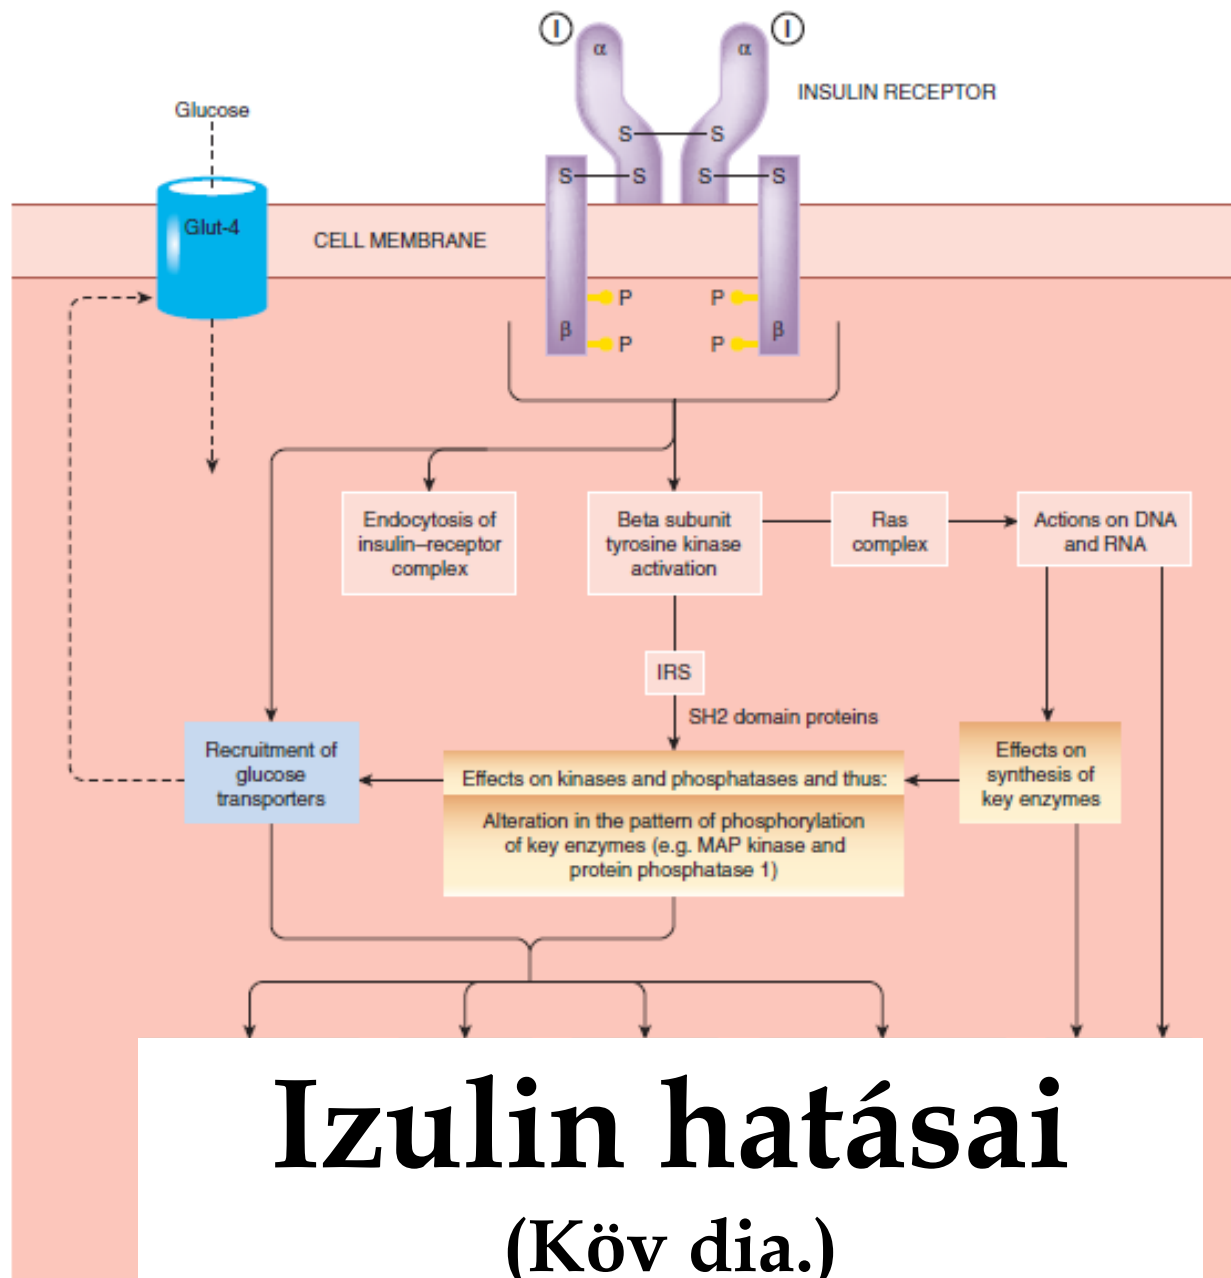 I
I
α
α
INSULIN RECEPTOR
Glucose
S
S
S
S
S
S
Glut-4
CELL MEMBRANE
P
P
β
β
P
P
Endocytosis of
insulin–receptor
complex
Beta subunit
tyrosine kinase
activation
Ras
complex
Actions on DNA
and RNA
IRS
SH2 domain proteins
Recruitment of
glucose
transporters
Effects on kinases and phosphatases and thus:
Alteration in the pattern of phosphorylation
of key enzymes (e.g. MAP kinase and
protein phosphatase 1)
Effects on
synthesis of
key enzymes
Izulin hatásai
(Köv dia.)